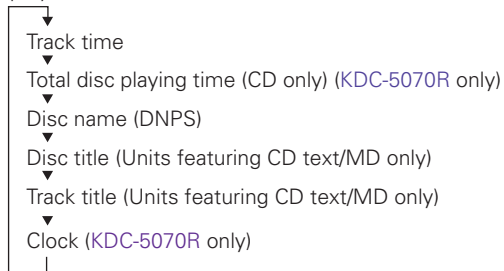 Track time
Total disc playing time (CD only) (KDC-5070R only)
Disc name (DNPS)
Disc title (Units featuring CD text/MD only)
Track title (Units featuring CD text/MD only)
Clock (KDC-5070R only)